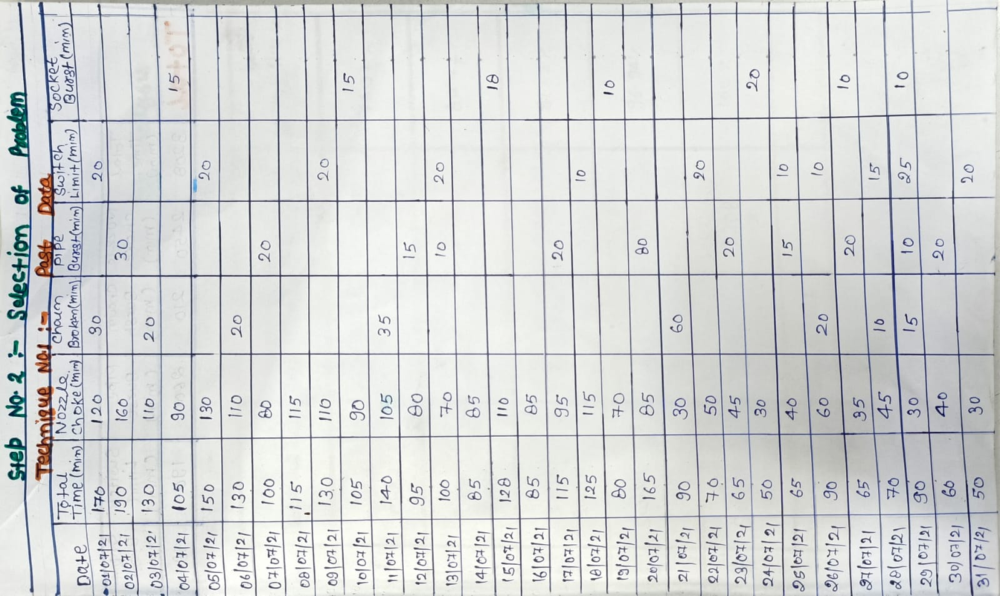 Step No. 2 :- Selection of Problem
Technique No.1 :- Past Data
Date Total Time (min) Nozzle Choke (min) Chain Broken (min) Pipe Burst (min) Switch Limit (min) Socket Burst (min)
01/07/21 170 120 30 20
02/07/21 190 160 30
03/07/21 130 110 20
04/07/21 105 90 15
05/07/21 150 130 20
06/07/21 130 110 20
07/07/21 100 80 20
08/07/21 115 115
09/07/21 130 110 20
10/07/21 105 90 15
11/07/21 140 105 35
12/07/21 95 80 15
13/07/21 100 70 10 20
14/07/21 85 85
15/07/21 128 110 18
16/07/21 85 85
17/07/21 115 95 20
18/07/21 125 115 10
19/07/21 80 70 10
20/07/21 165 85 80
21/07/21 90 30 60
22/07/21 70 50 20
23/07/21 65 45 20
24/07/21 50 30 20
25/07/21 65 40 15 10
26/07/21 90 60 20 10
27/07/21 65 35 20 10
28/07/21 70 45 10 15
29/07/21 90 30 15 10 25 10
30/07/21 60 40 20
31/07/21 50 30 20